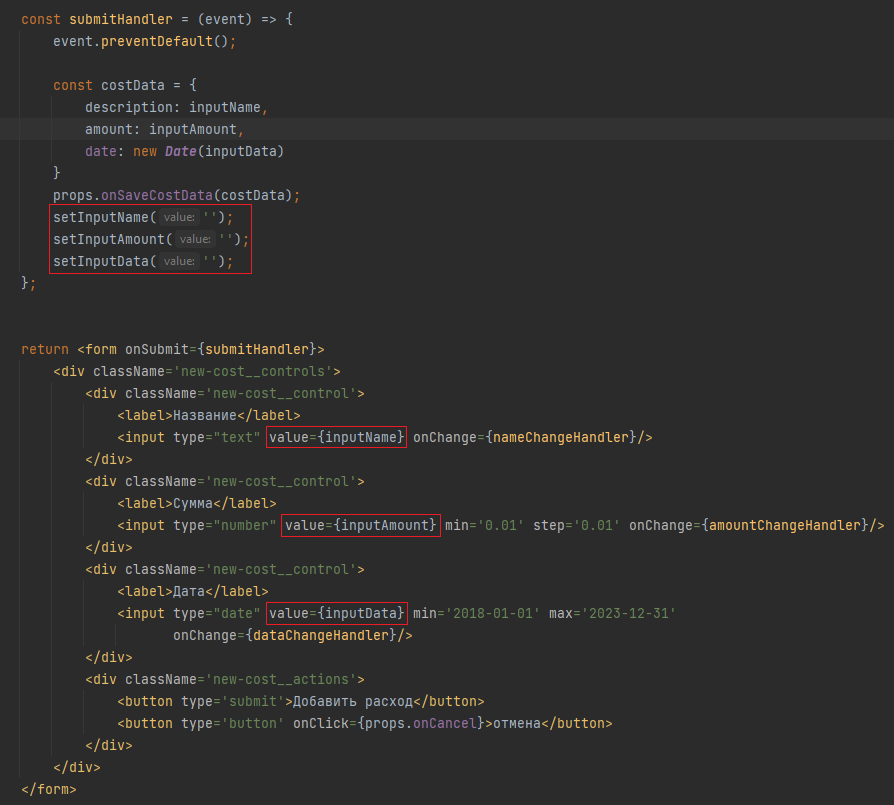 const submitHandler = (event) => {
event.preventDefault();
const costData = {
description: inputName,
amount: inputAmount,
date: new Date(inputData)
}
props.onSaveCostData(costData);
setInputName( value: '');
setInputAmount( value: '');
setInputData( value: '');
};
return <form onSubmit={submitHandler}>
<div className='new-cost__controls'>
<div className='new-cost__control'>
<label>Название</label>
<input type="text" value={inputName} onChange={nameChangeHandler}/>
</div>
<div className='new-cost__control'>
<label>Сумма</label>
<input type="number" value={inputAmount} min='0.01' step='0.01' onChange={amountChangeHandler}/>
</div>
<div className='new-cost__control'>
<label>Дата</label>
<input type="date" value={inputData} min='2018-01-01' max='2023-12-31'
onChange={dataChangeHandler}/>
</div>
<div className='new-cost__actions'>
<button type='submit'>Добавить расход</button>
<button type='button' onClick={props.onCancel}>отмена</button>
</div>
</div>
</form>